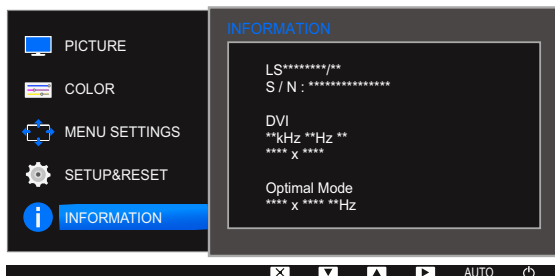 PICTURE
COLOR
MENU SETTINGS
SETUP&RESET
INFORMATION
INFORMATION
LS********/**
S / N : ***************
DVI
**kHz **Hz **
**** x ****
Optimal Mode
**** x **** **Hz
AUTO